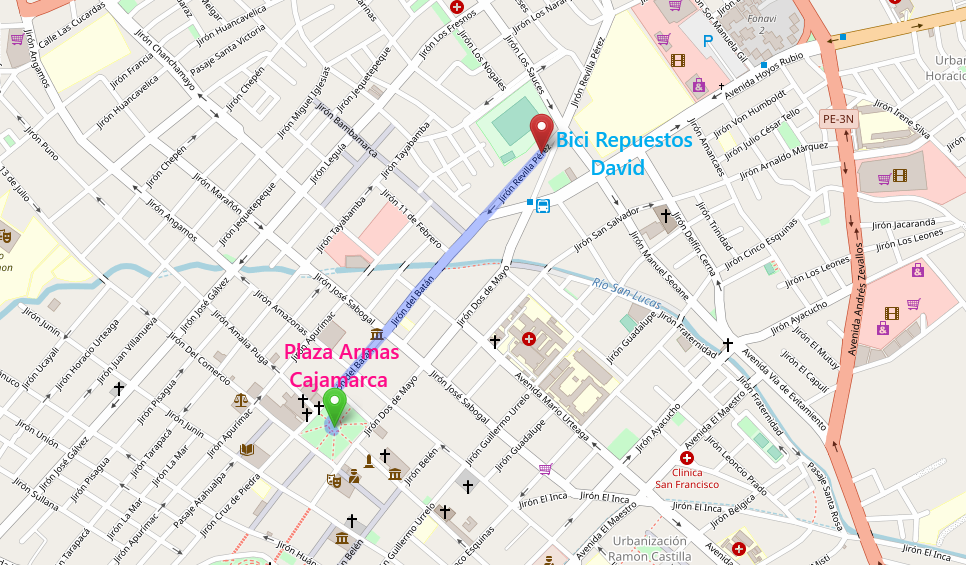 Calle Las Cucardas
Melgar
Jirón Angamos
Jirón Francia
Jirón Chanchamayo
Jirón Huancavelica
Pasaje Santa Victoria
Jirón Chepén
Jirón Huancavelica
Jirón Miguel Iglesias
Jirón Jequetepeque
Jirón Los Fresnos
Jirón Los Nogales
Jirón Los Sauces
Jirón Los Naran
Jirón Revilla Pérez
Jirón Sor Manuela Gil
Fonavi
2
P
Avenida Hoyos Rubio
Urban
Horacio
PE-3N
Jirón Irene Silva
Jirón Von Humboldt
Jirón Julio César Tello
Jirón Arnaldo Márquez
Jirón Amancaes
Jirón Puno
13 de Julio
Jirón Chepén
Jirón Bambamarca
Jirón Legula
Jirón Tayabamba
Jirón Marañón
Jirón Jequetepeque
Jirón Angamos
Jirón Tayabamba
Jirón 11 de Febrero
Jirón Revilla Pérez
Bici Repuestos
David
Jirón San Salvador
Jirón Delfín Cerna
Jirón Trinidad
Jirón Cinco Esquinas
Jirón Manuel Seoane
Jirón Jacarandá
Jirón Los Leones
Jirón Los Leones
Avenida Andrés Zevallos
Río San Lucas
Jirón Ayacucho
Jirón El Mutuy
Jirón El Capulí
mon
Jirón Junín
Jirón Ucayali
Jirón Horacio Urteaga
Jirón Juan Villanueva
Jirón José Gálvez
Jirón Amazonas
Jirón José Sabogal
Jirón Apurímac
Jirón Amalia Puga
Jirón Del Comercio
Jirón del Batán
Jirón Dos de Mayo
del Batán
Plaza Armas
Cajamarca
Jirón Dos de Mayo
Jirón José Sabogal
Avenida Mario Urteaga
Jirón Guadalupe
Jirón Fraternidad
Avenida Vía de Evitamiento
Jirón Fraternidad
Avenida El Maestro
Jirón Ayacucho
Jirón Leoncio Prado
Pasaje Santa Rosa
Clínica
San Francisco
Jirón Guillermo Urrelo
Jirón Guadalupe
Jirón Belén
Jirón El Inca
Jirón El Inca
Jirón El Inca
Jirón Bélgica
Avenida El Maestro
Urbanización
Ramón Castilla
Misti
anuco
Jirón Unión
Jirón José Gálvez
Jirón Pisagua
Jirón Pisagua
Jirón Tarapacá
Jirón Junín
Jirón La Mar
Jirón Apurímac
Pasaje Atahualpa
Jirón Cruz de Piedra
Jirón Sullana
Jirón La Mar
Jirón Apurímac
Tarapacá
Jirón Belén
Guillermo Urrelo
Esquinas